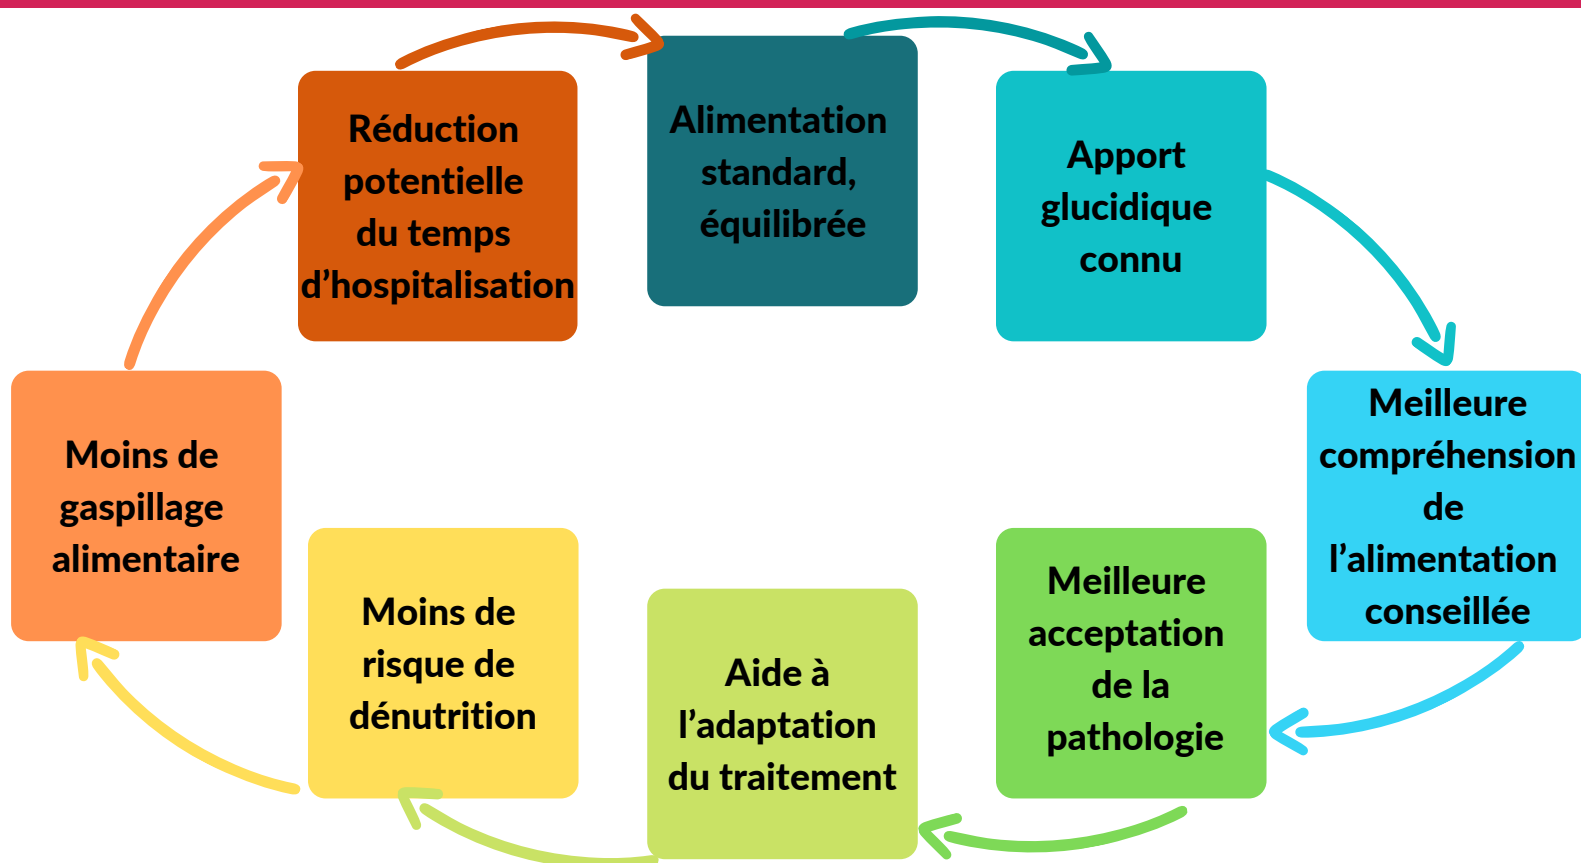 Réduction
potentielle
du temps
d’hospitalisation
Alimentation
standard,
équilibrée
Apport
glucidique
connu
Meilleure
compréhension
de
l’alimentation
conseillée
Meilleure
acceptation
de la
pathologie
Aide à
l’adaptation
du traitement
Moins de
risque de
dénutrition
Moins de
gaspillage
alimentaire